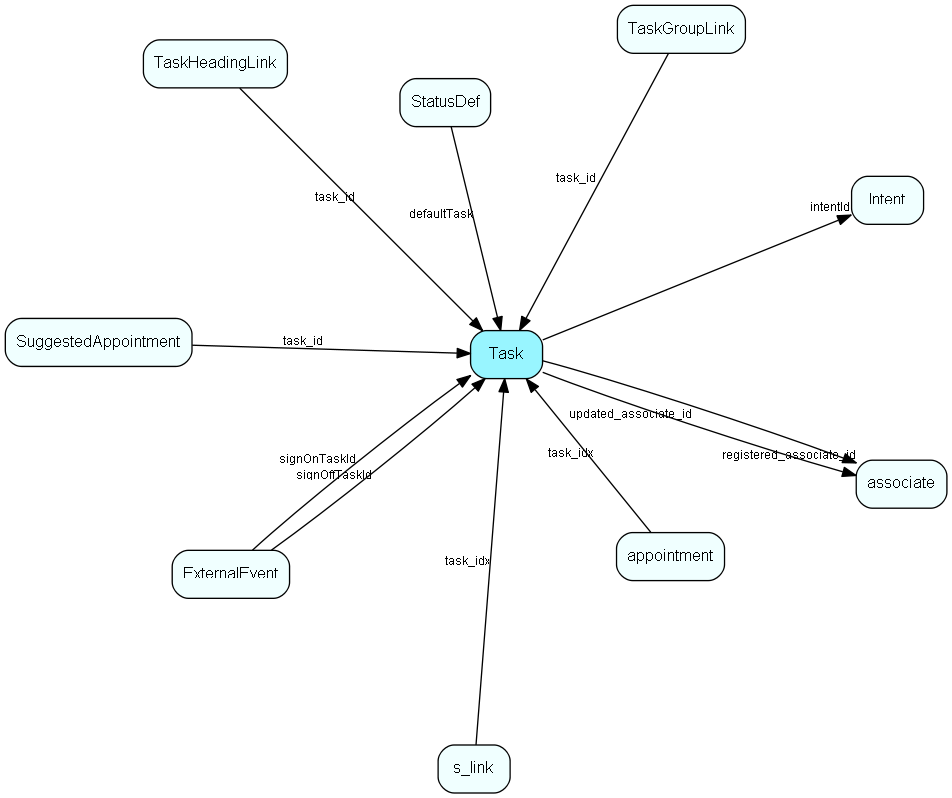 TaskGroupLink
TaskHeadingLink
StatusDef
task_id
task_id
Intent
intentId
defaultTask
SuggestedAppointment
task_id
Task
updated_associate_id
task_idx
registered_associate_id
signOnTaskId
signOffTaskId
associate
appointment
task_idx
ExternalEvent
s_link